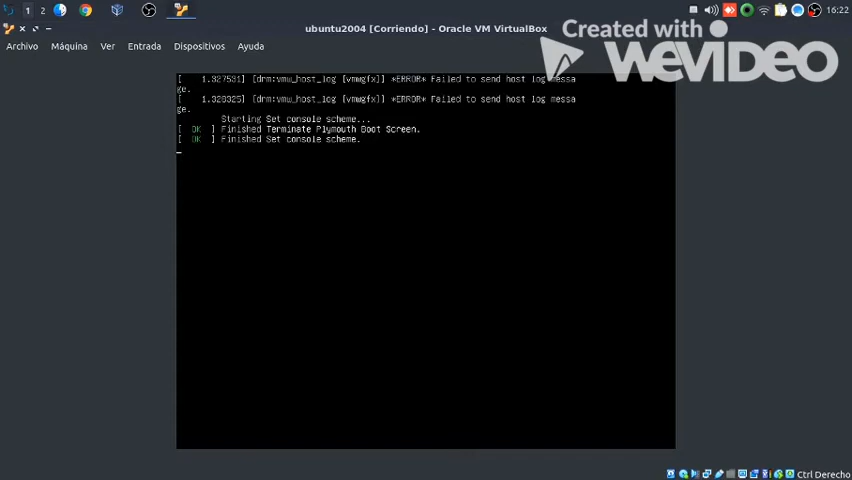 1 2 16:22
ubuntu2004 [Corriendo] - Oracle VM VirtualBox
Created with
WeVideo
Archivo Máquina Ver Entrada Dispositivos Ayuda
[ 1.327531] [drm:vmw_host_log [vmwgfx]] *ERROR* Failed to send host log messa
ge.
[ 1.328325] [drm:vmw_host_log [vmwgfx]] *ERROR* Failed to send host log messa
ge.
Starting Set console scheme...
[ OK ] Finished Terminate Plymouth Boot Screen.
[ OK ] Finished Set console scheme.
Ctrl Derecho